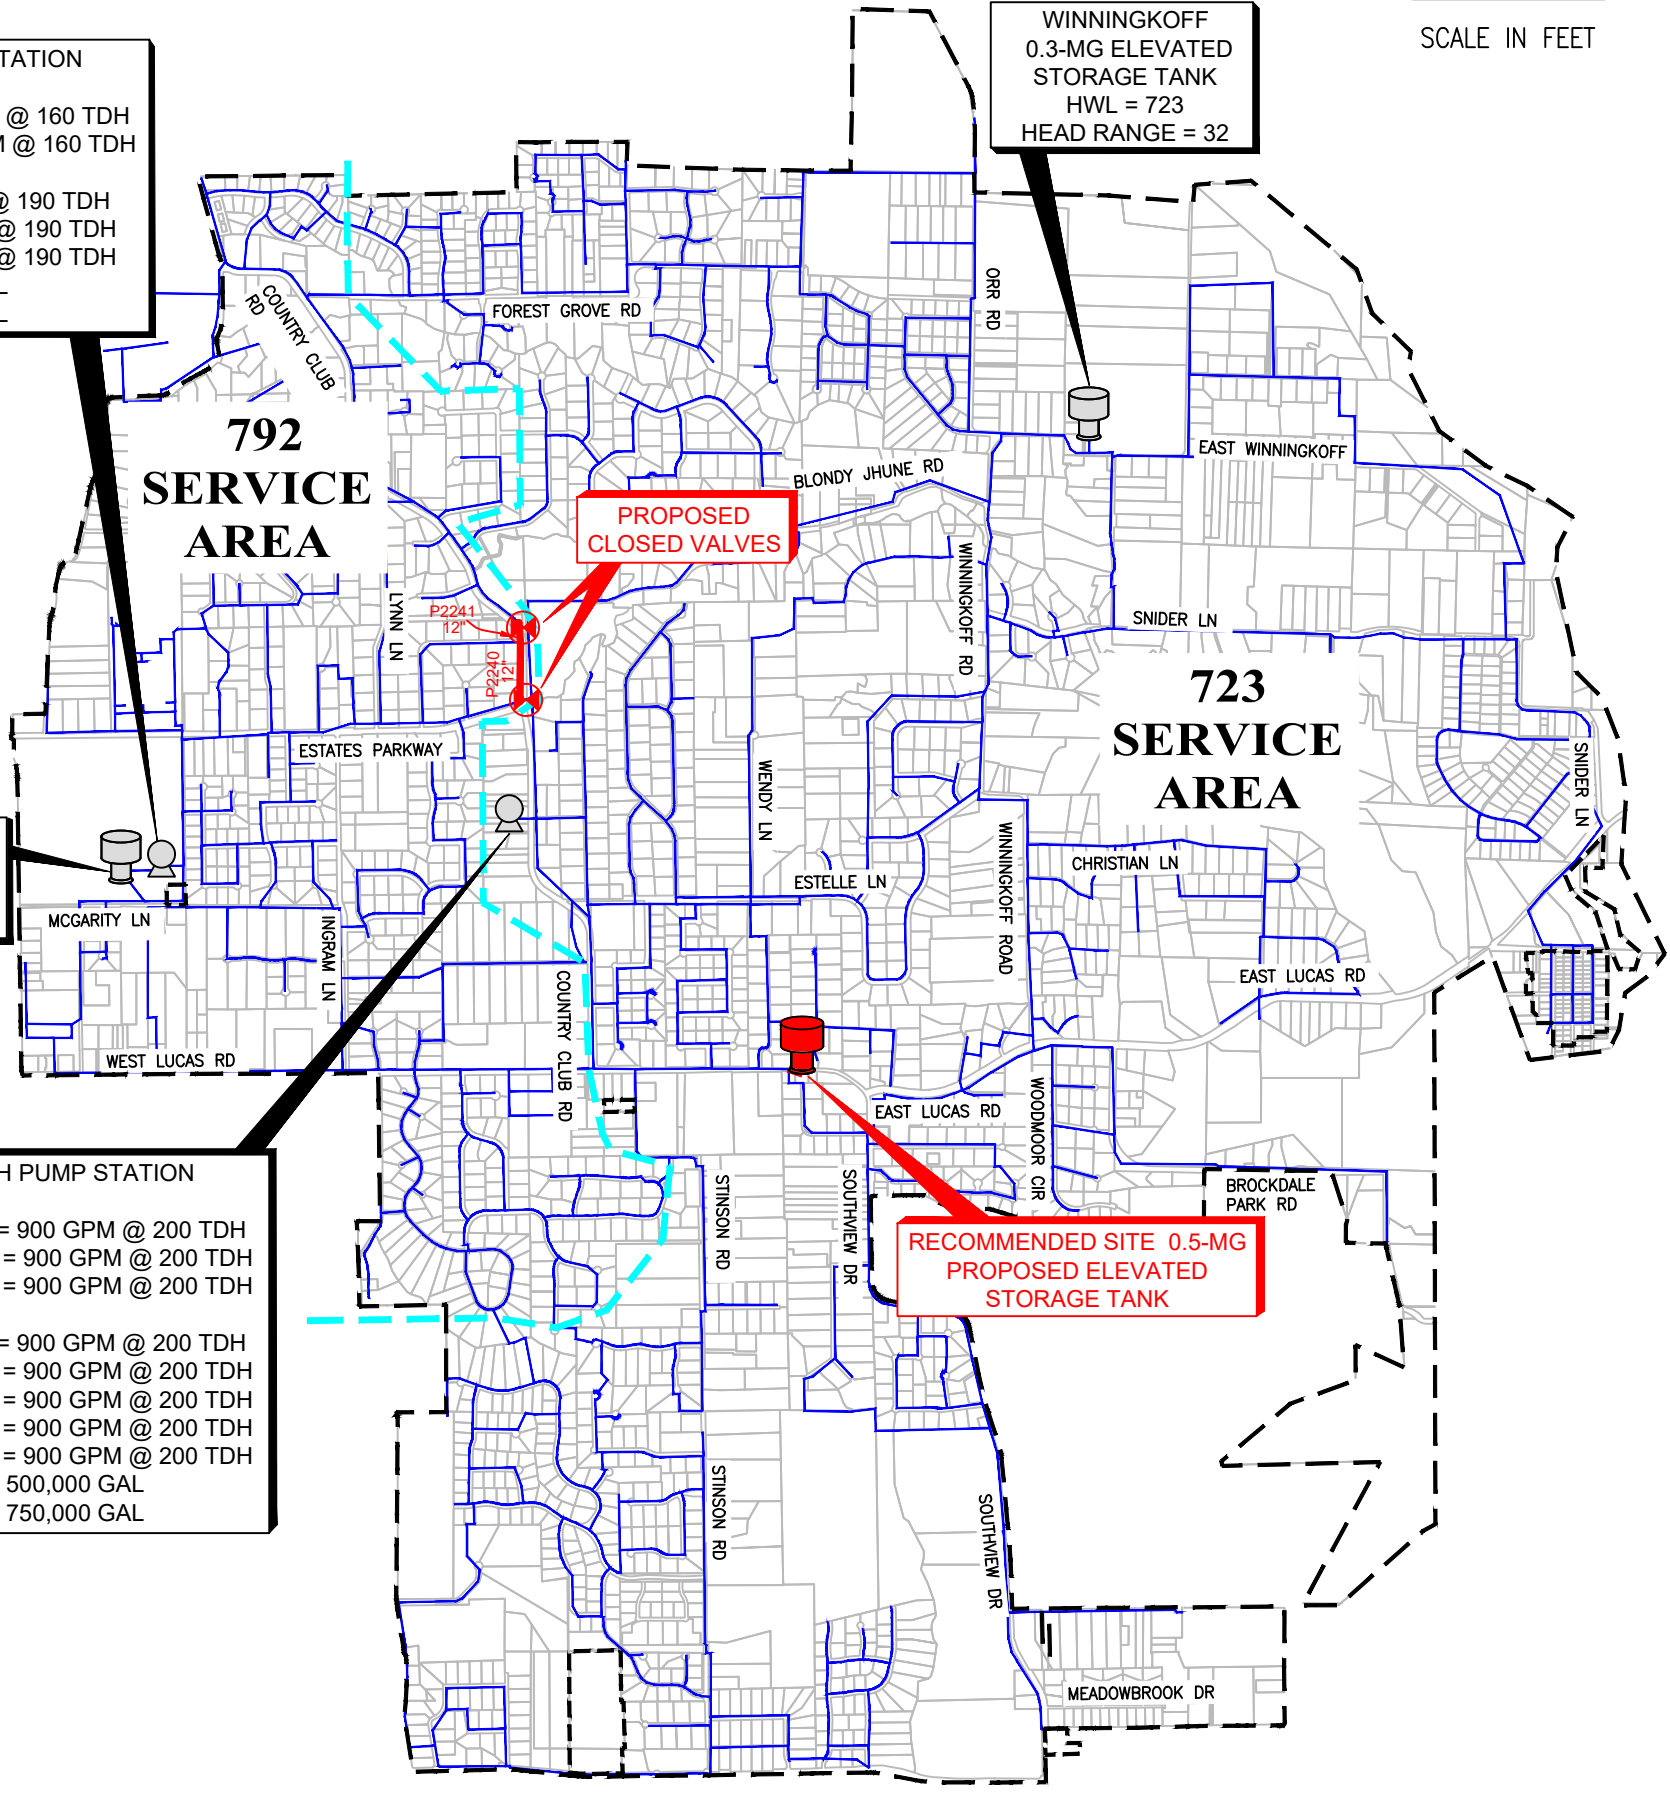 SCALE IN FEET
WINNINGKOFF
0.3-MG ELEVATED
STORAGE TANK
HWL = 723
HEAD RANGE = 32
@ 160 TDH
@ 160 TDH
@ 190 TDH
@ 190 TDH
@ 190 TDH
FOREST GROVE RD
COUNTRY CLUB
RD
ORR RD
792
SERVICE
AREA
EAST WINNINGKOFF
BLONDY JHUNE RD
PROPOSED
CLOSED VALVES
LYNN LN
P2241
12"
P2240
12"
WINNINGKOFF RD
SNIDER LN
723
SERVICE
AREA
ESTATES PARKWAY
WENDY LN
SNIDER LN
WINNINGKOFF ROAD
CHRISTIAN LN
ESTELLE LN
MCGARITY LN
INGRAM LN
COUNTRY CLUB RD
EAST LUCAS RD
WEST LUCAS RD
EAST LUCAS RD
WOODMOOR CIR
STINSON RD
SOUTHVIEW DR
BROCKDALE
PARK RD
RECOMMENDED SITE 0.5-MG
PROPOSED ELEVATED
STORAGE TANK
PUMP STATION
= 900 GPM @ 200 TDH
= 900 GPM @ 200 TDH
= 900 GPM @ 200 TDH
= 900 GPM @ 200 TDH
= 900 GPM @ 200 TDH
= 900 GPM @ 200 TDH
= 900 GPM @ 200 TDH
= 900 GPM @ 200 TDH
500,000 GAL
750,000 GAL
STINSON RD
SOUTHVIEW DR
MEADOWBROOK DR